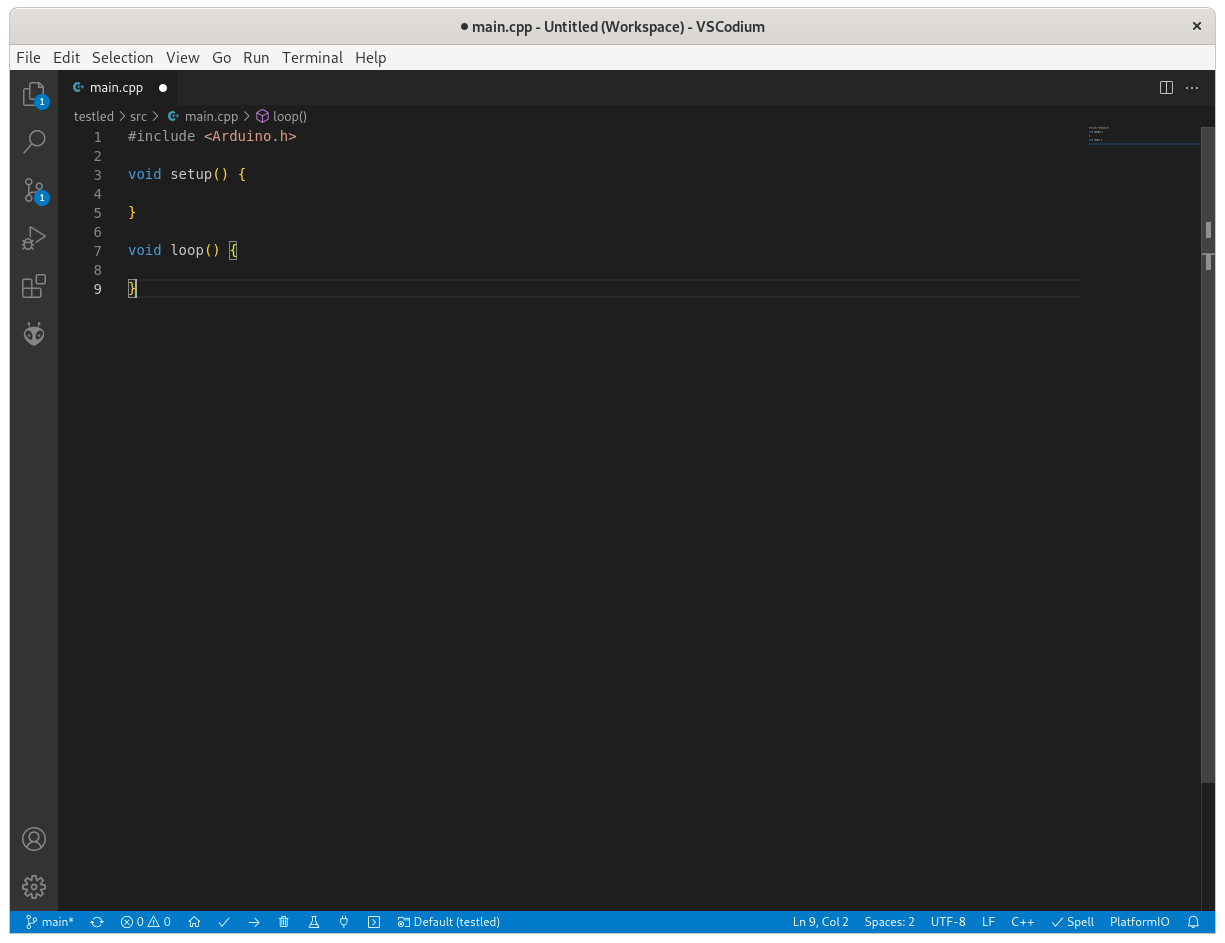 ● main.cpp - Untitled (Workspace) - VSCodium
File Edit Selection View Go Run Terminal Help
main.cpp
testled > src > main.cpp > loop()
1 #include <Arduino.h>
2
3 void setup() {
4
5 }
6
7 void loop() {
8
9 }
1
1
main* 0 0 Default (testled) Ln 9, Col 2 Spaces: 2 UTF-8 LF C++ Spell PlatformIO